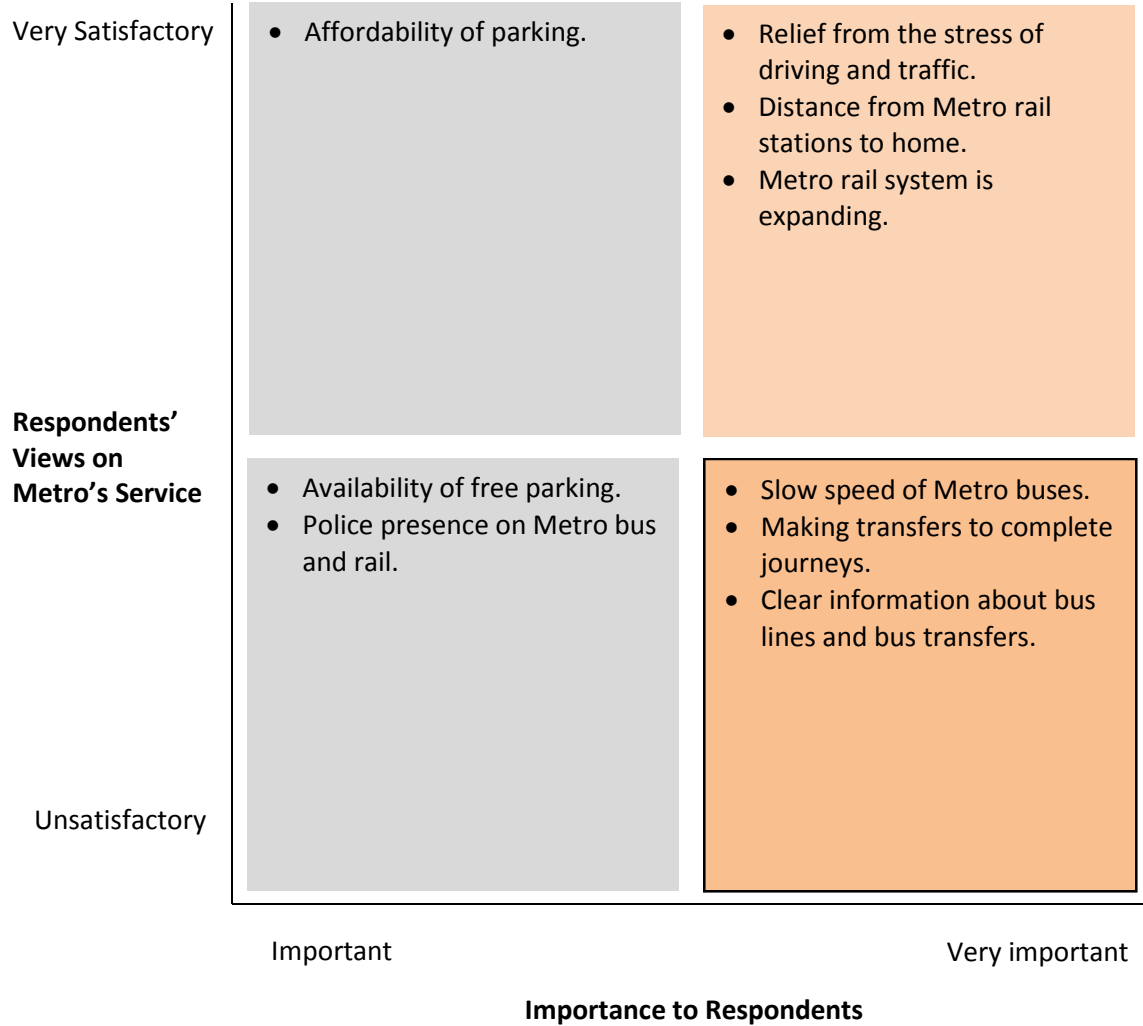 Very Satisfactory
• Affordability of parking.
• Relief from the stress of
driving and traffic.
• Distance from Metro rail
stations to home.
• Metro rail system is
expanding.
Respondents’
Views on
Metro’s Service
• Availability of free parking.
• Police presence on Metro bus
and rail.
• Slow speed of Metro buses.
• Making transfers to complete
journeys.
• Clear information about bus
lines and bus transfers.
Unsatisfactory
Important
Very important
Importance to Respondents